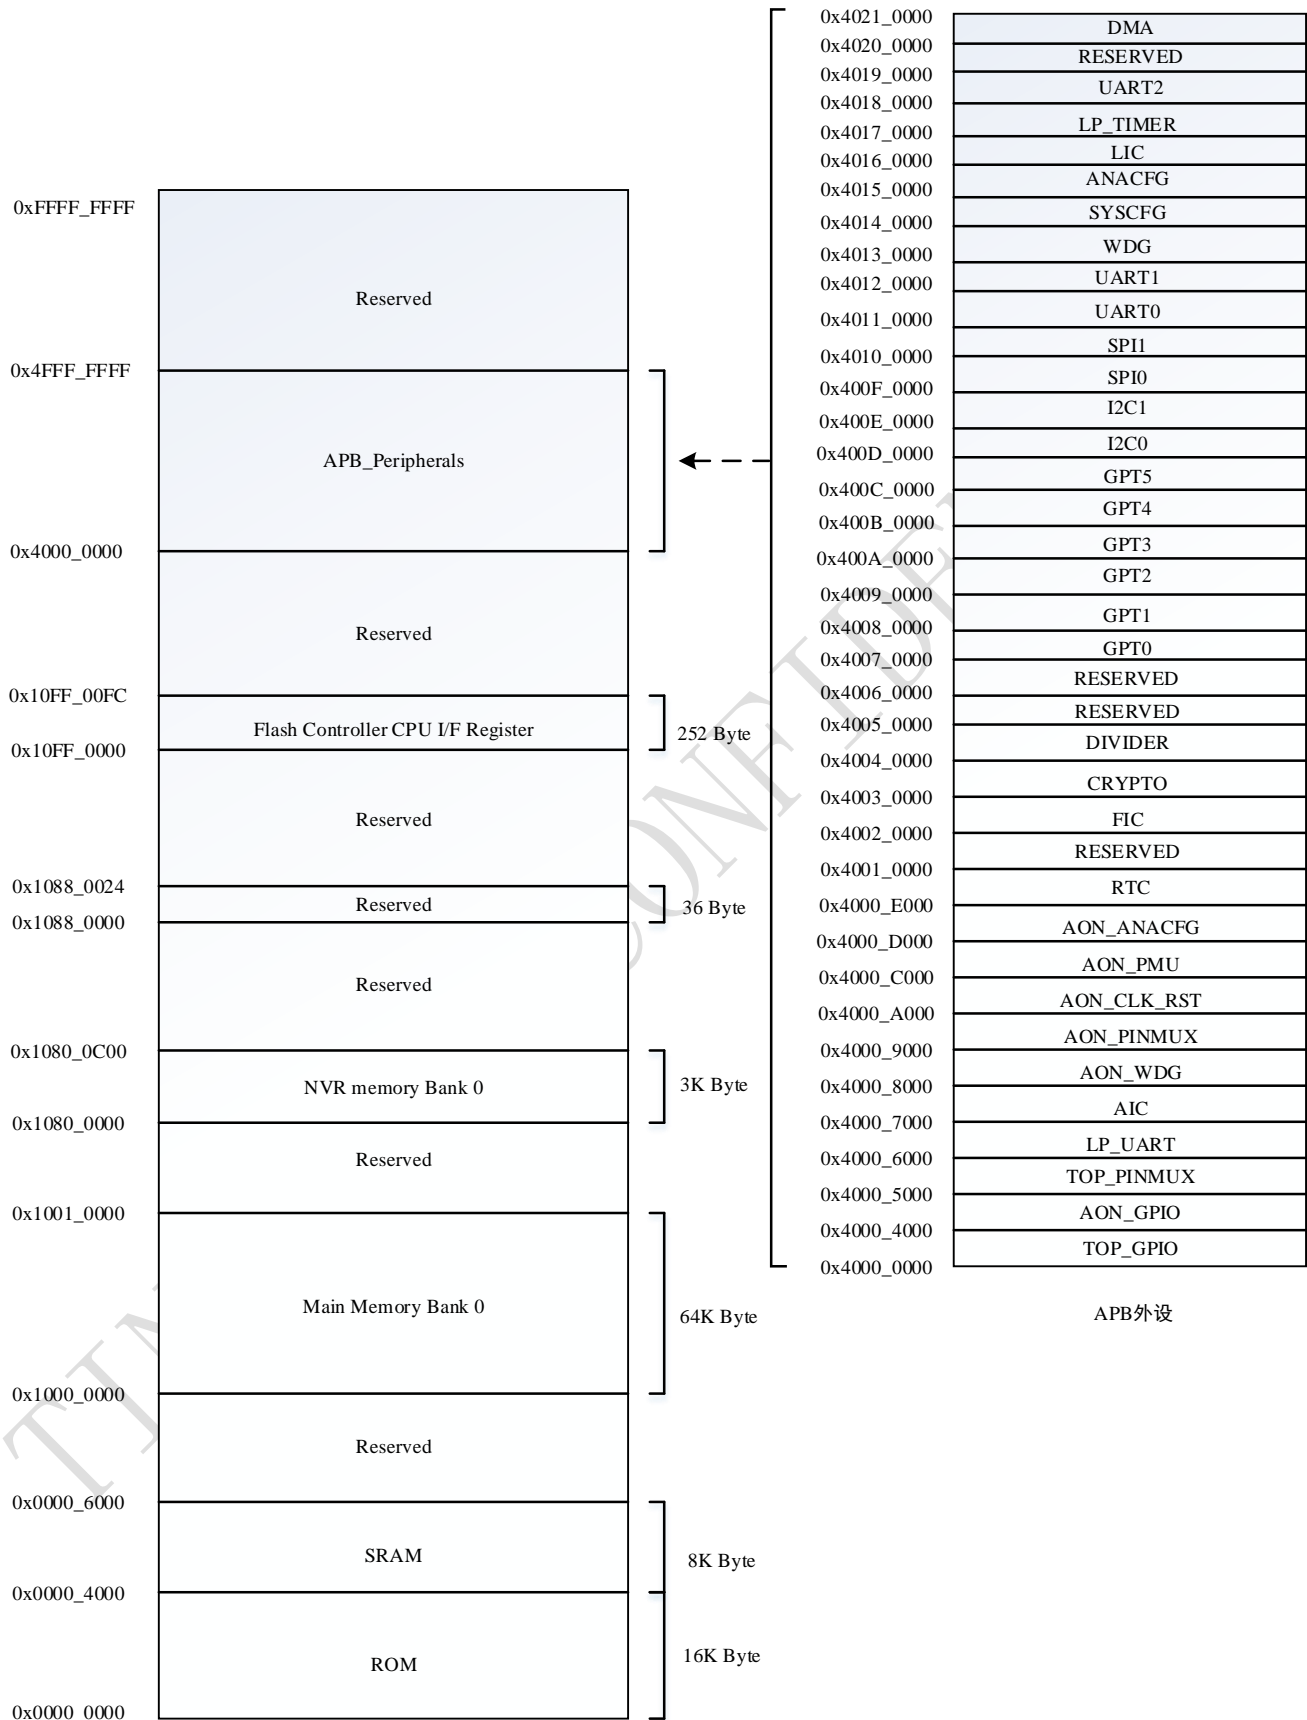 0xFFFF_FFFF
Reserved
0x4FFF_FFFF
APB_Peripherals
0x4000_0000
Reserved
0x10FF_00FC
Flash Controller CPU I/F Register
252 Byte
0x10FF_0000
Reserved
0x1088_0024
Reserved
36 Byte
0x1088_0000
Reserved
0x1080_0C00
NVR memory Bank 0
3K Byte
0x1080_0000
Reserved
0x1001_0000
Main Memory Bank 0
64K Byte
0x1000_0000
Reserved
0x0000_6000
SRAM
8K Byte
0x0000_4000
ROM
16K Byte
0x0000_0000
0x4021_0000
DMA
0x4020_0000
RESERVED
0x4019_0000
UART2
0x4018_0000
LP_TIMER
0x4017_0000
LIC
0x4016_0000
ANACFG
0x4015_0000
SYSCFG
0x4014_0000
WDG
0x4013_0000
UART1
0x4012_0000
UART0
0x4011_0000
SPI1
0x4010_0000
SPI0
0x400F_0000
I2C1
0x400E_0000
I2C0
0x400D_0000
GPT5
0x400C_0000
GPT4
0x400B_0000
GPT3
0x400A_0000
GPT2
0x4009_0000
GPT1
0x4008_0000
GPT0
0x4007_0000
RESERVED
0x4006_0000
RESERVED
0x4005_0000
DIVIDER
0x4004_0000
CRYPTO
0x4003_0000
FIC
0x4002_0000
RESERVED
0x4001_0000
RTC
0x4000_E000
AON_ANACFG
0x4000_D000
AON_PMU
0x4000_C000
AON_CLK_RST
0x4000_A000
AON_PINMUX
0x4000_9000
AON_WDG
0x4000_8000
AIC
0x4000_7000
LP_UART
0x4000_6000
TOP_PINMUX
0x4000_5000
AON_GPIO
0x4000_4000
TOP_GPIO
0x4000_0000
APB外设